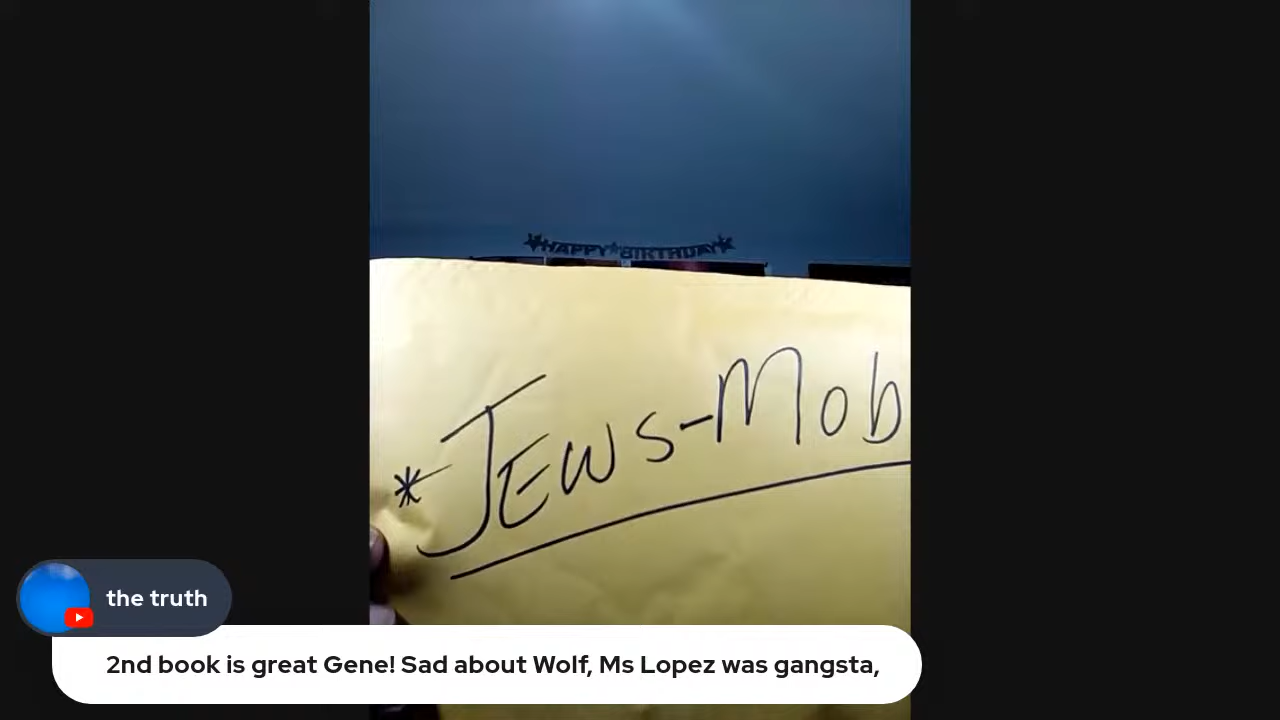 HAPPY BIRTHDAY
*JEWS-Mob
the truth
2nd book is great Gene! Sad about Wolf, Ms Lopez was gangsta,